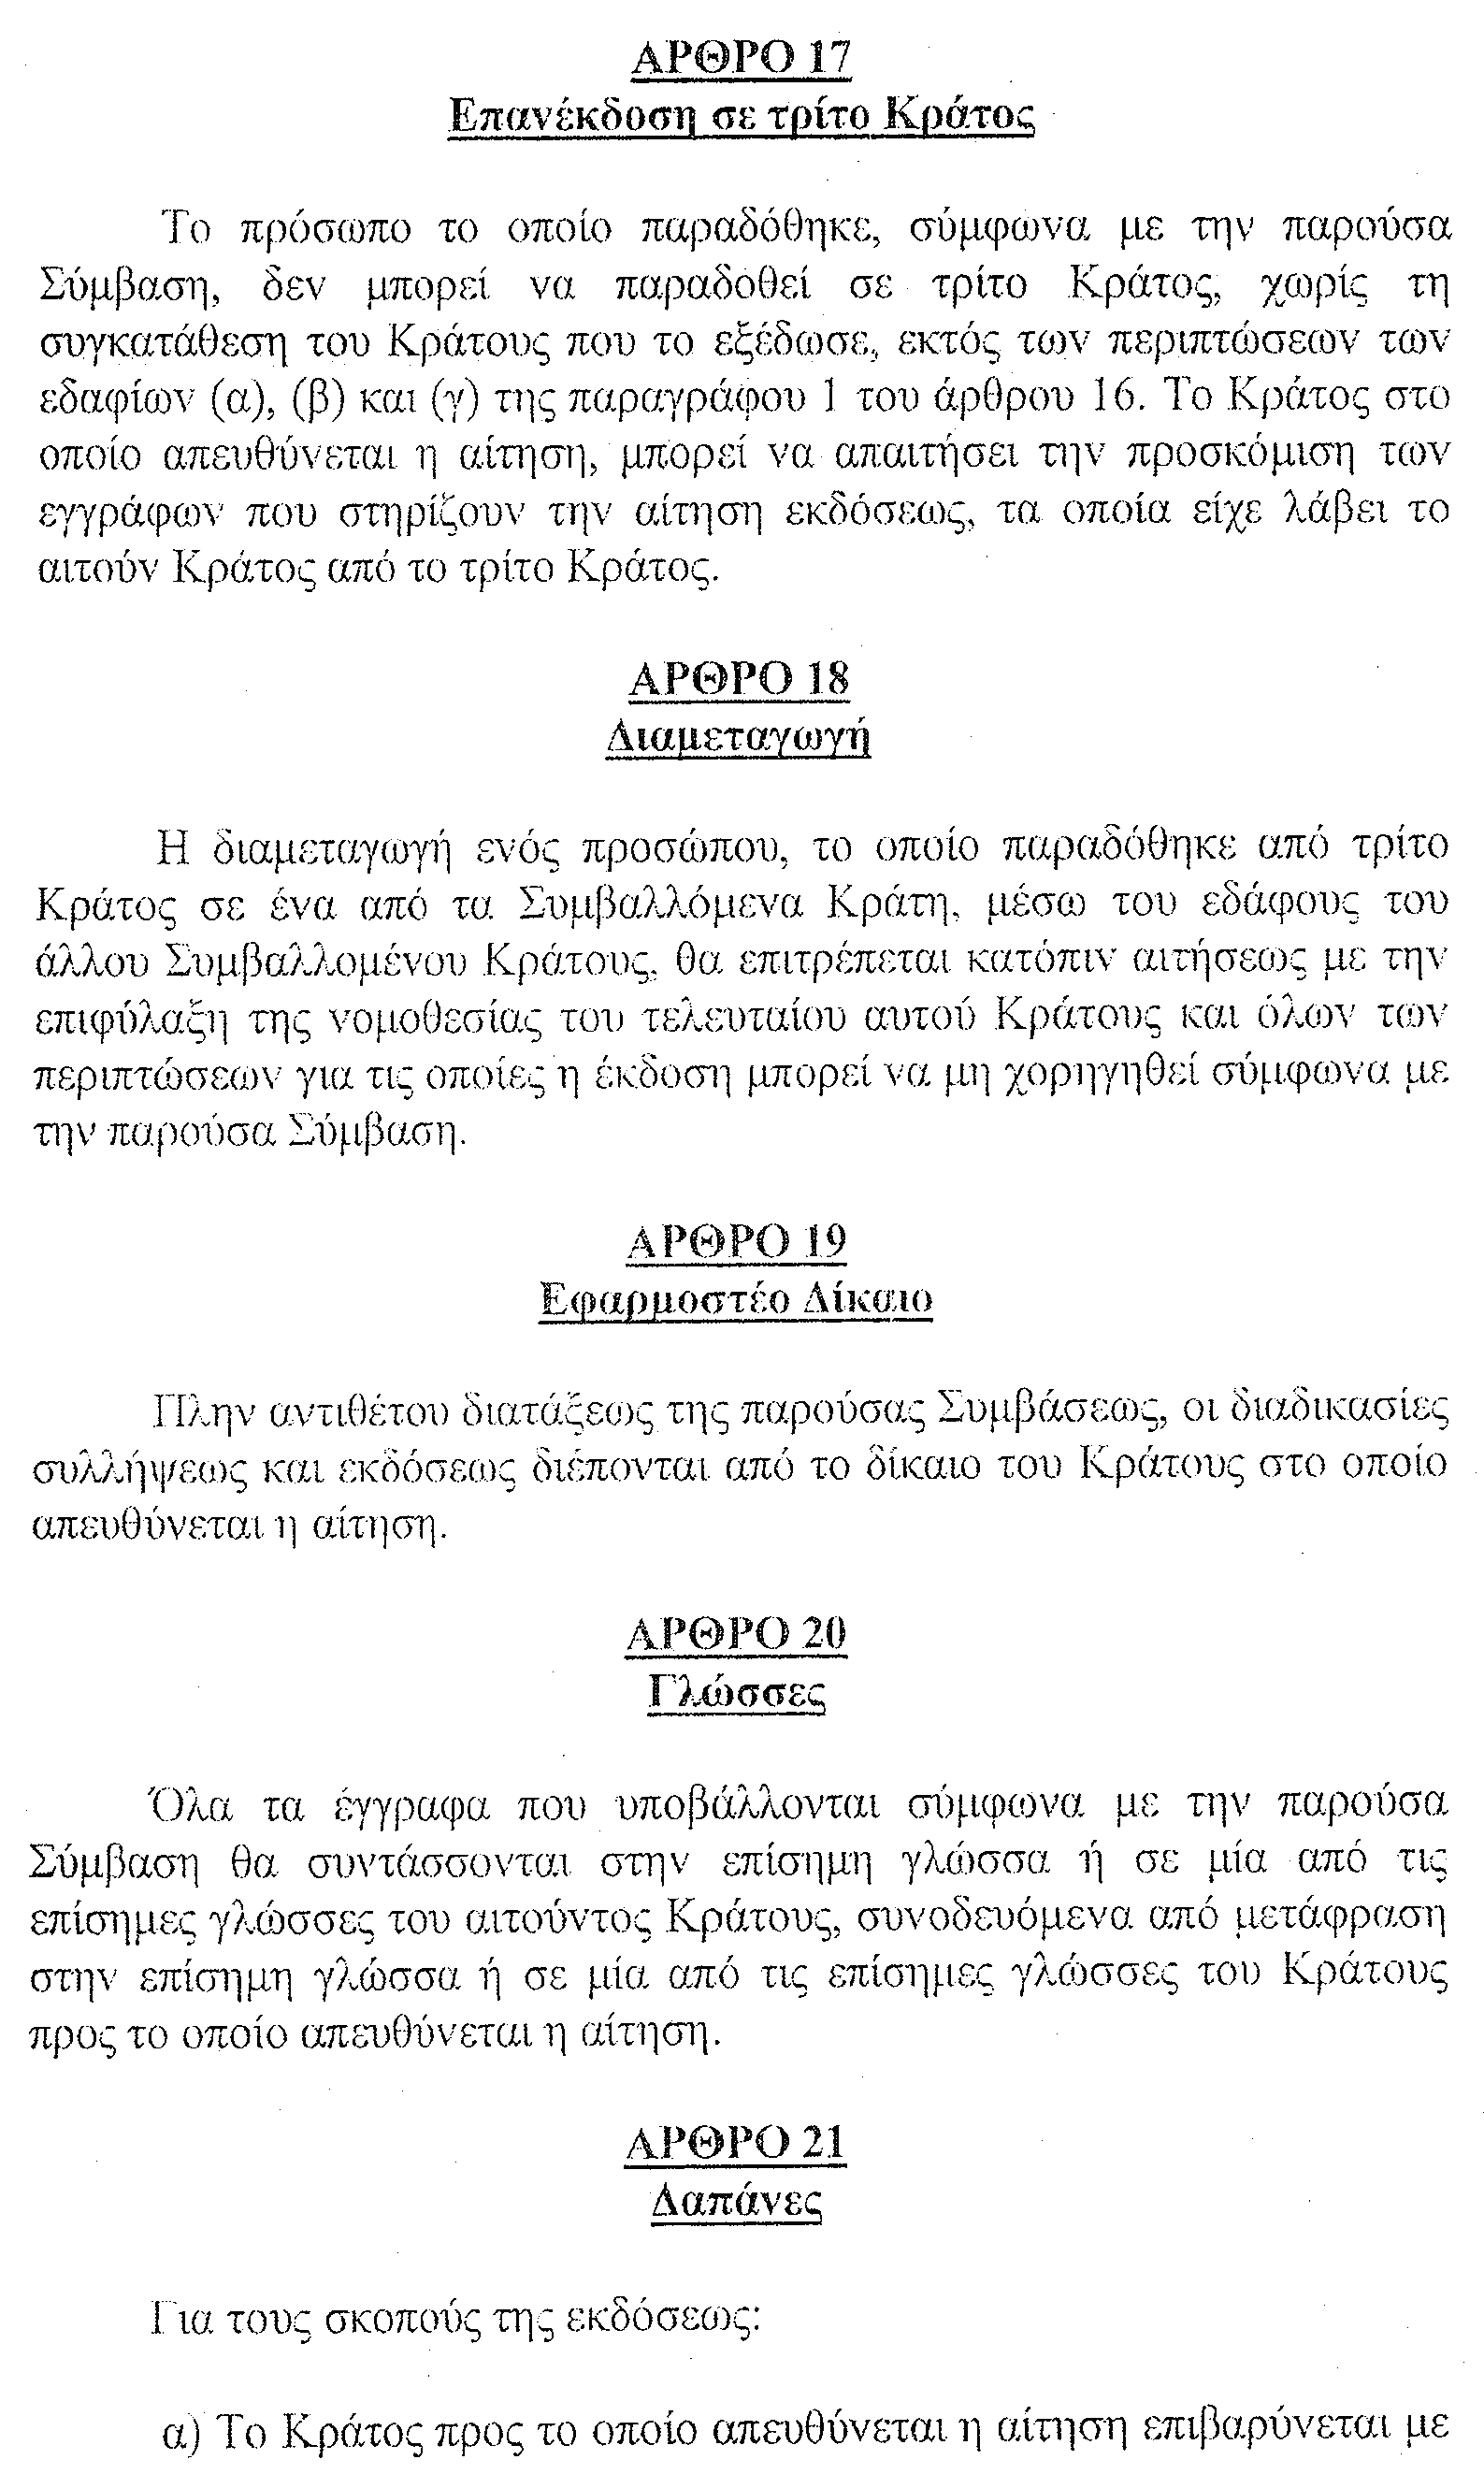 ΑΡΘΡΟ 17
Επανέκδοση σε τρίτο Κράτος
Το πρόσωπο το οποίο παραδόθηκε, σύμφωνα με την παρούσα
Σύμβαση, δεν μπορεί να παραδοθεί σε τρίτο Κράτος, χωρίς τη
συγκατάθεση του Κράτους που το εξέδωσε, εκτός των περιπτώσεων των
εδαφίων (α), (β) και (γ) της παραγράφου 1 του άρθρου 16. Το Κράτος στο
οποίο απευθύνεται η αίτηση, μπορεί να απαιτήσει την προσκόμιση των
εγγράφων που στηρίζουν την αίτηση εκδόσεως, τα οποία είχε λάβει το
αιτούν Κράτος από το τρίτο Κράτος.
ΑΡΘΡΟ 18
Διαμεταγωγή
Η διαμεταγωγή ενός προσώπου, το οποίο παραδόθηκε από τρίτο
Κράτος σε ένα από τα Συμβαλλόμενα Κράτη, μέσω του εδάφους του
άλλου Συμβαλλομένου Κράτους, θα επιτρέπεται κατόπιν αιτήσεως με την
επιφύλαξη της νομοθεσίας του τελευταίου αυτού Κράτους και όλων των
περιπτώσεων για τις οποίες η έκδοση μπορεί να μη χορηγηθεί σύμφωνα με
την παρούσα Σύμβαση.
ΑΡΘΡΟ 19
Εφαρμοστέο Δίκαιο
Πλην αντιθέτου διατάξεως της παρούσας Συμβάσεως, οι διαδικασίες
συλλήψεως και εκδόσεως διέπονται από το δίκαιο του Κράτους στο οποίο
απευθύνεται η αίτηση.
ΑΡΘΡΟ 20
Γλώσσες
Όλα τα έγγραφα που υποβάλλονται σύμφωνα με την παρούσα
Σύμβαση θα συντάσσονται στην επίσημη γλώσσα ή σε μία από τις
επίσημες γλώσσες του αιτούντος Κράτους, συνοδευόμενα από μετάφραση
στην επίσημη γλώσσα ή σε μία από τις επίσημες γλώσσες του Κράτους
προς το οποίο απευθύνεται η αίτηση.
ΑΡΘΡΟ 21
Δαπάνες
Για τους σκοπούς της εκδόσεως:
α) Το Κράτος προς το οποίο απευθύνεται η αίτηση επιβαρύνεται με